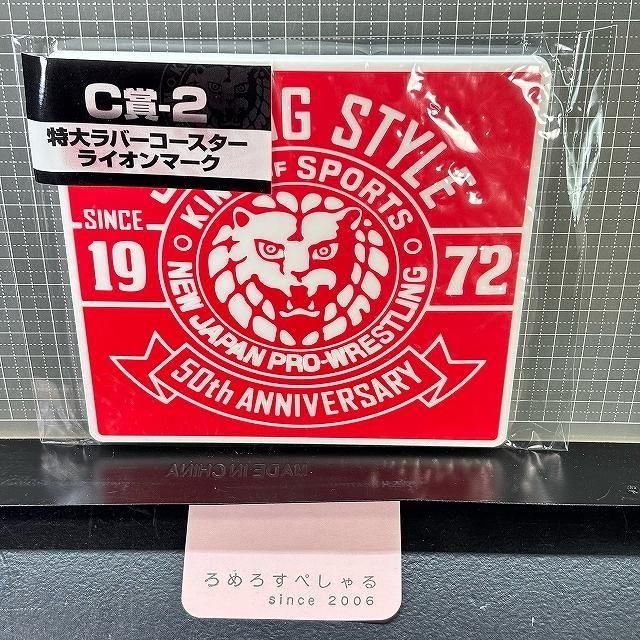 C賞-2
特大ラバーコースター
ライオンマーク
STYLE
OF SPORTS
SINCE
19 72
NEW JAPAN PRO-WRESTLING
50th ANNIVERSARY
MADE IN CHINA
ろめろすぺしゃる
since 2006